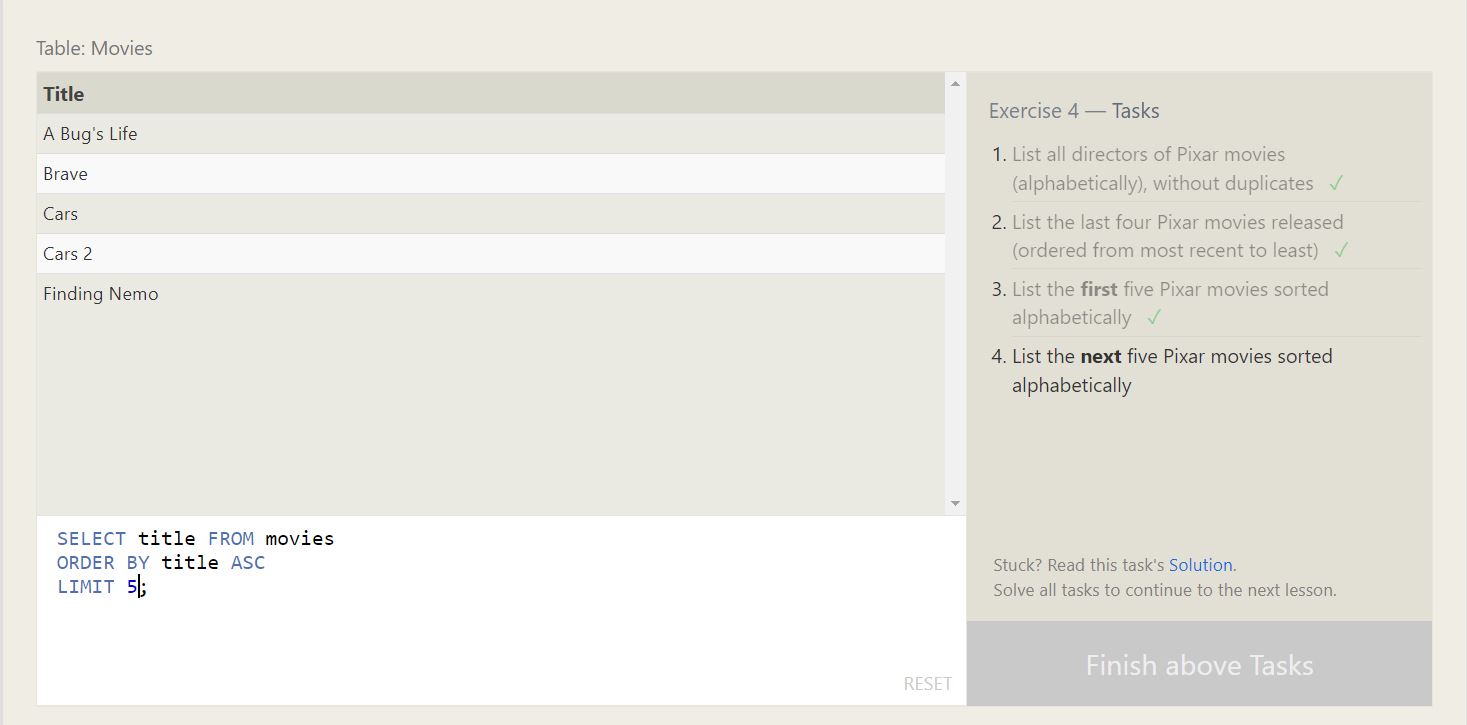 Table: Movies
Title
A Bug's Life
Brave
Cars
Cars 2
Finding Nemo
SELECT title FROM movies
ORDER BY title ASC
LIMIT 5;
RESET
Exercise 4 — Tasks
1. List all directors of Pixar movies
(alphabetically), without duplicates ✓
2. List the last four Pixar movies released
(ordered from most recent to least) ✓
3. List the first five Pixar movies sorted
alphabetically ✓
4. List the next five Pixar movies sorted
alphabetically
Stuck? Read this task's Solution.
Solve all tasks to continue to the next lesson.
Finish above Tasks